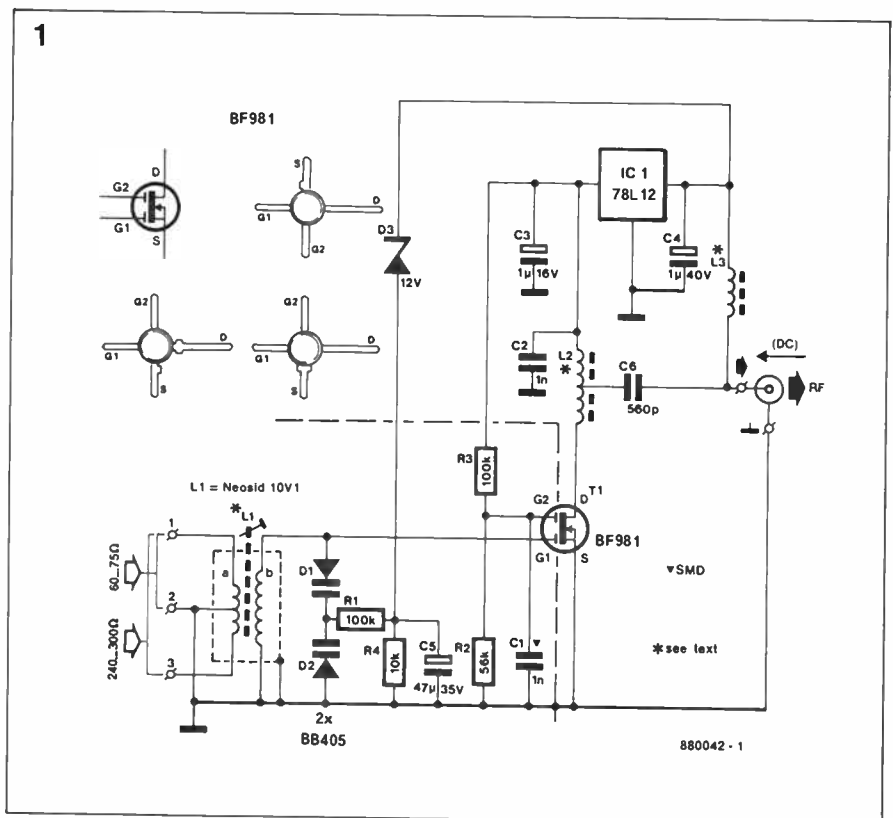 1
BF981
D
G2
G1
S
S
G1
D
G2
G2
G1
D
S
G2
G1
D
S
D3
12V
IC 1
78L12
C3
1µ 16V
C4
1µ 40V
*
L3
C2
1n
L2
*
C6
560p
(DC)
RF
R3
100k
L1 = Neosid 10V1
*
L1
1
a
b
60...75Ω
2
240...300Ω
3
D1
R1
100k
D2
R4
10k
C5
47µ 35V
R2
56k
C1
1n
G2
D
T1
G1
S
BF981
▼SMD
* see text
2x
BB405
880042 - 1